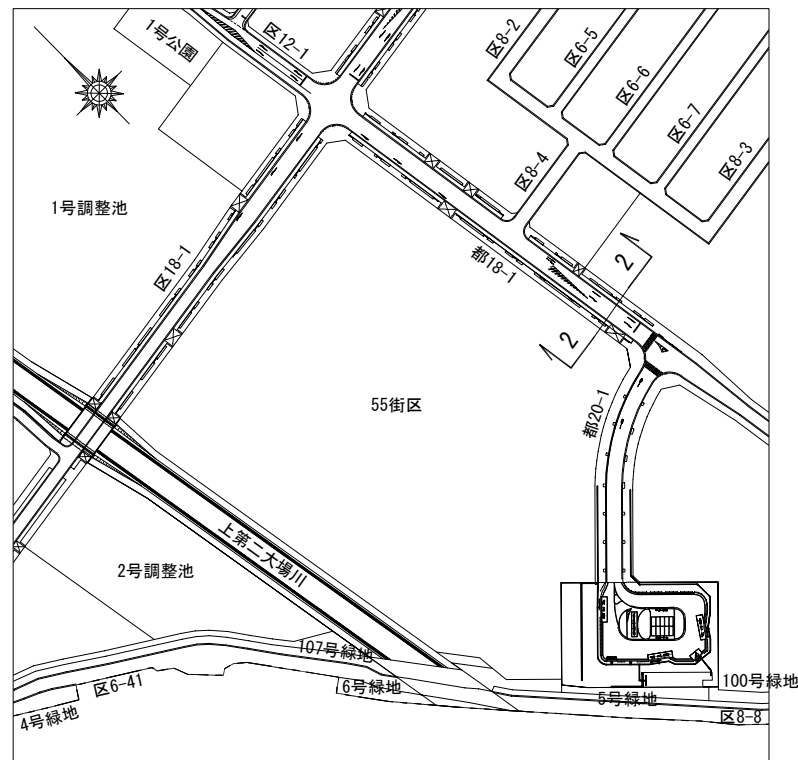 1号公園
区12-1
区8-2
区6-5
区6-6
区6-7
区8-3
区8-4
1号調整池
区18-1
都18-1
2
2
55街区
都20-1
上第二大場川
2号調整池
107号緑地
6号緑地
区6-41
4号緑地
5号緑地
100号緑地
区8-8